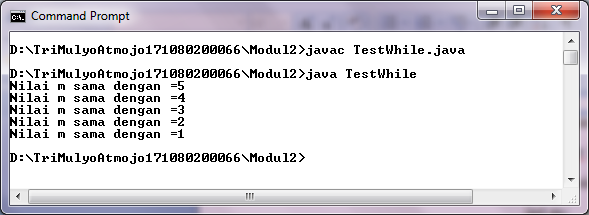 Command Prompt
D:\TriMulyoAtmojo171080200066\Modul2>javac TestWhile.java
D:\TriMulyoAtmojo171080200066\Modul2>java TestWhile
Nilai m sama dengan =5
Nilai m sama dengan =4
Nilai m sama dengan =3
Nilai m sama dengan =2
Nilai m sama dengan =1
D:\TriMulyoAtmojo171080200066\Modul2>